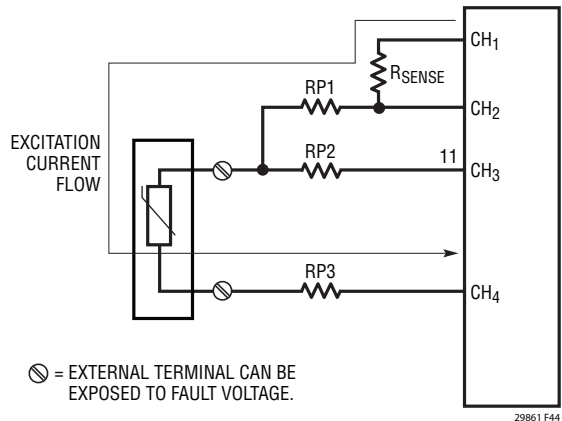 CH₁
R_SENSE
RP1
CH₂
EXCITATION
CURRENT
FLOW
RP2
11
CH₃
RP3
CH₄
= EXTERNAL TERMINAL CAN BE
EXPOSED TO FAULT VOLTAGE.
29861 F44